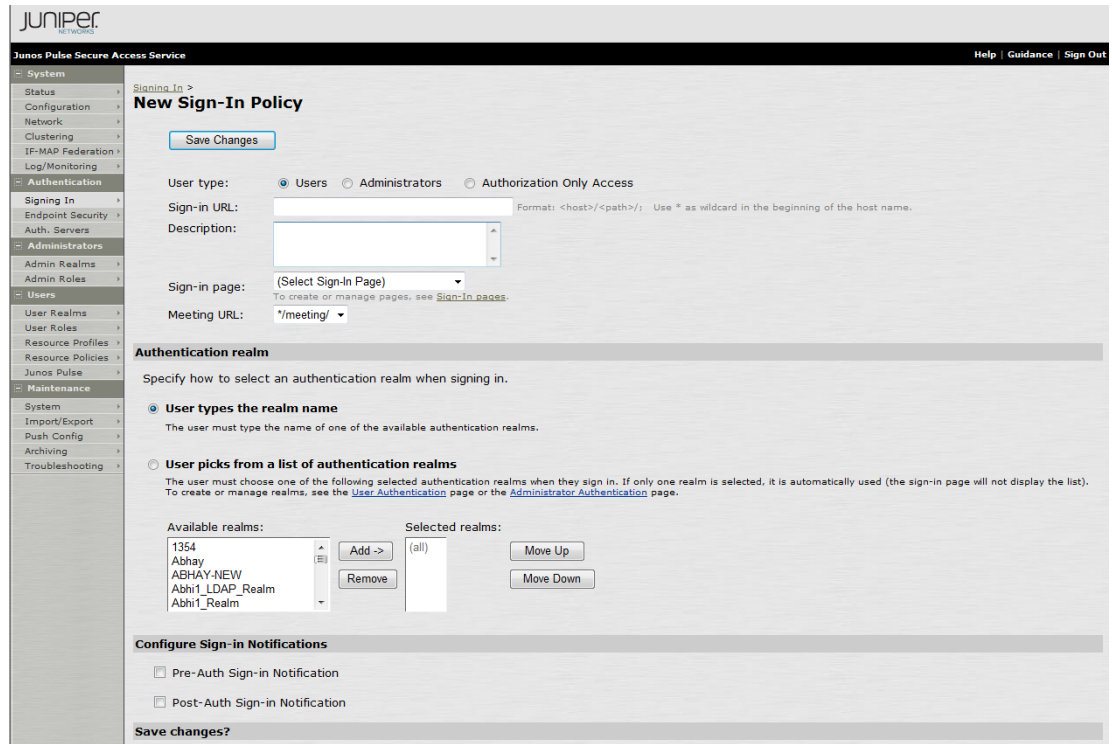 JUNIPER
NETWORKS
Junos Pulse Secure Access Service
Help | Guidance | Sign Out
System
Status
Configuration
Network
Clustering
IF-MAP Federation
Log/Monitoring
Authentication
Signing In
Endpoint Security
Auth. Servers
Administrators
Admin Realms
Admin Roles
Users
User Realms
User Roles
Resource Profiles
Resource Policies
Junos Pulse
Maintenance
System
Import/Export
Push Config
Archiving
Troubleshooting
Signing In >
New Sign-In Policy
Save Changes
User type: Users Administrators Authorization Only Access
Sign-in URL: Format: <host>/<path>/; Use * as wildcard in the beginning of the host name.
Description:
Sign-in page: (Select Sign-In Page)
To create or manage pages, see Sign-In pages.
Meeting URL: */meeting/
Authentication realm
Specify how to select an authentication realm when signing in.
User types the realm name
The user must type the name of one of the available authentication realms.
User picks from a list of authentication realms
The user must choose one of the following selected authentication realms when they sign in. If only one realm is selected, it is automatically used (the sign-in page will not display the list).
To create or manage realms, see the User Authentication page or the Administrator Authentication page.
Available realms: Selected realms:
1354 Add -> (all) Move Up
Abhay
ABHAY-NEW Remove Move Down
Abhi1_LDAP_Realm
Abhi1_Realm
Configure Sign-in Notifications
Pre-Auth Sign-in Notification
Post-Auth Sign-in Notification
Save changes?